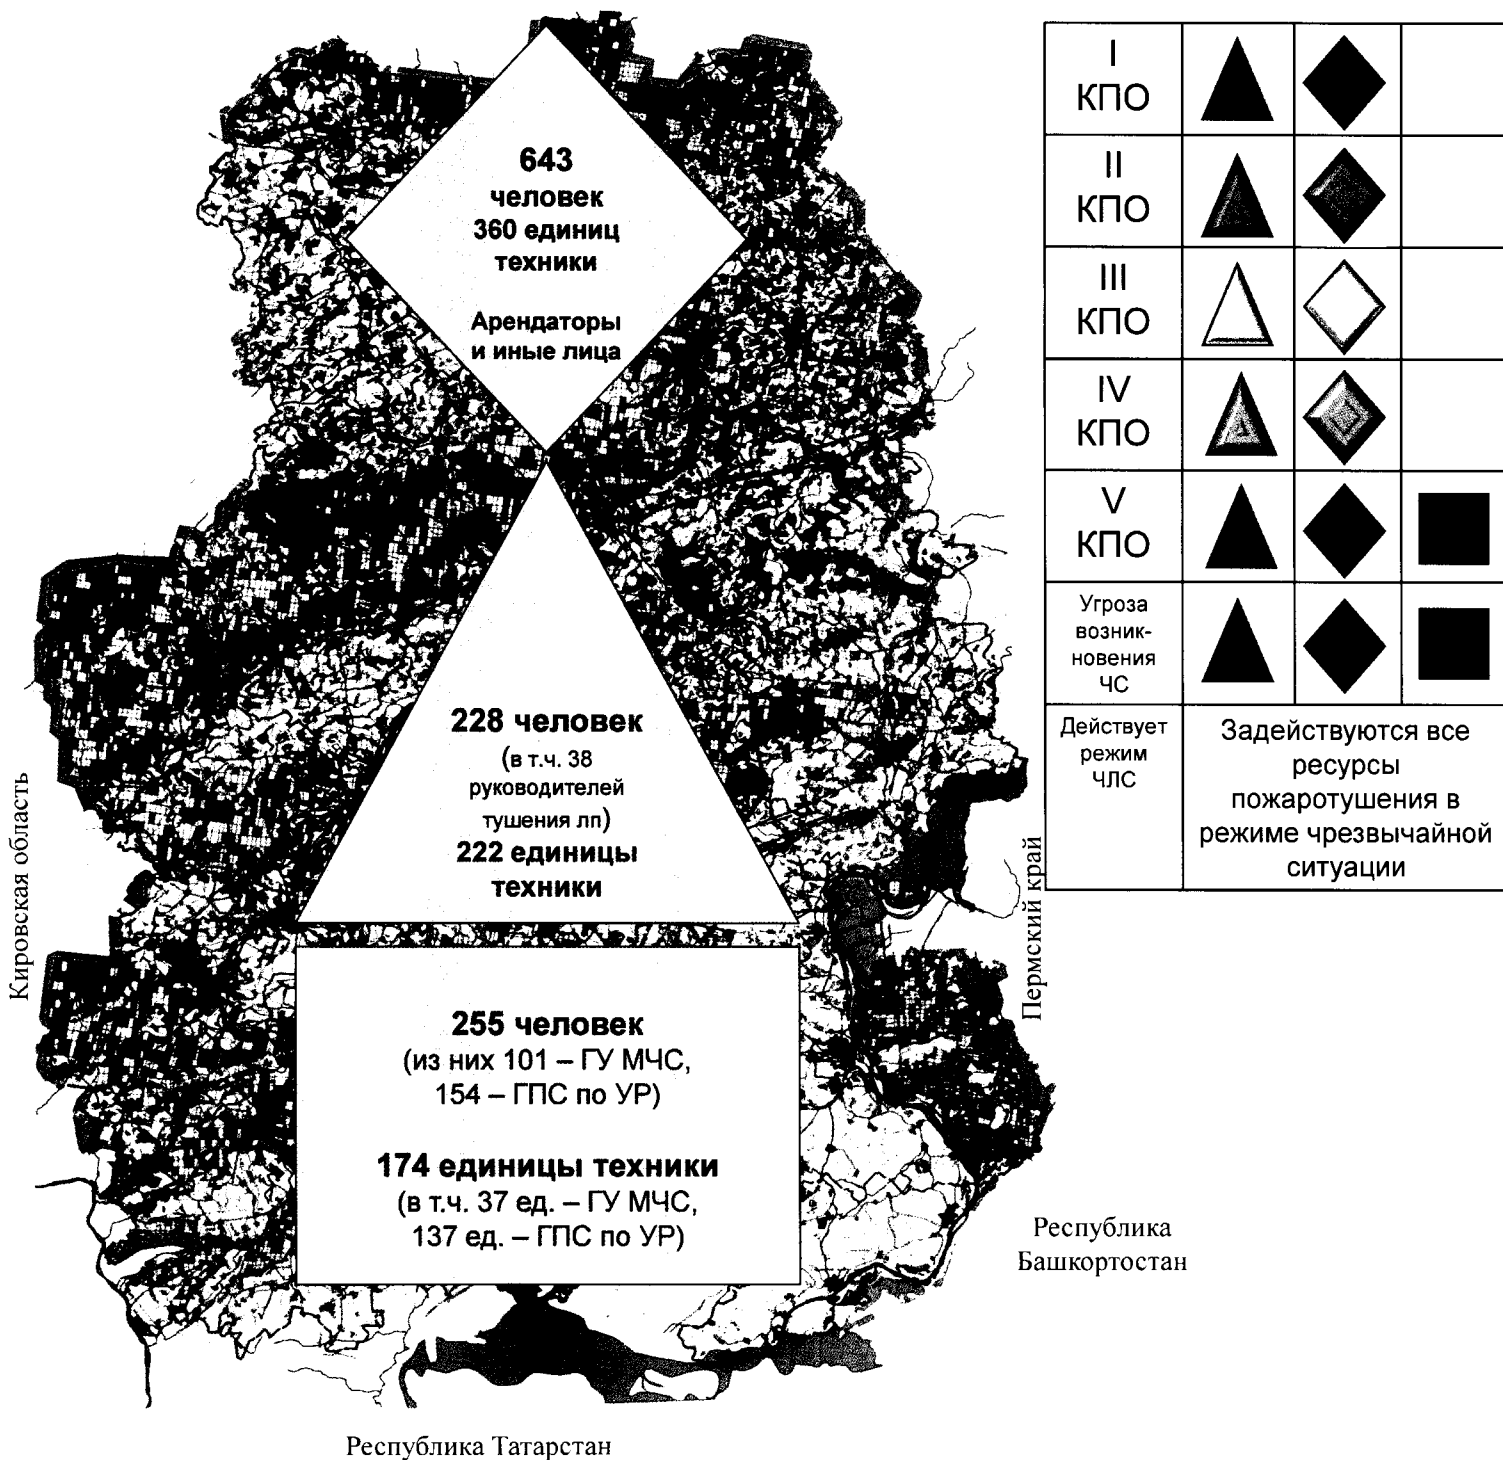 643
человек
360 единиц
техники
Арендаторы
и иные лица
228 человек
(в т.ч. 38
руководителей
тушения лп)
222 единицы
техники
255 человек
(из них 101 – ГУ МЧС,
154 – ГПС по УР)
174 единицы техники
(в т.ч. 37 ед. – ГУ МЧС,
137 ед. – ГПС по УР)
Кировская область
Пермский край
Республика
Башкортостан
Республика Татарстан
I
КПО
II
КПО
III
КПО
IV
КПО
V
КПО
Угроза
возник-
новения
ЧС
Действует
режим
ЧЛС
Задействуются все
ресурсы
пожаротушения в
режиме чрезвычайной
ситуации